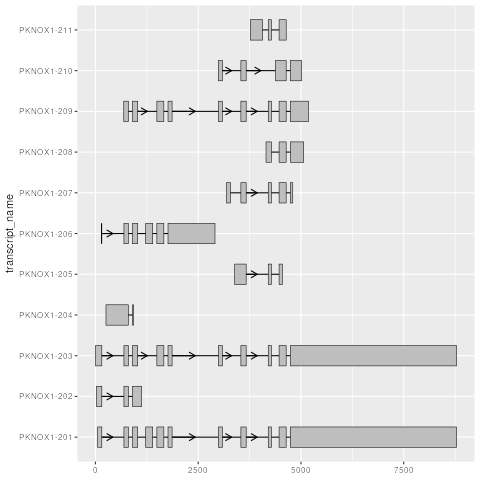 PKNOX1-211
PKNOX1-210
PKNOX1-209
PKNOX1-208
PKNOX1-207
PKNOX1-206
PKNOX1-205
PKNOX1-204
PKNOX1-203
PKNOX1-202
PKNOX1-201
transcript_name
0 2500 5000 7500